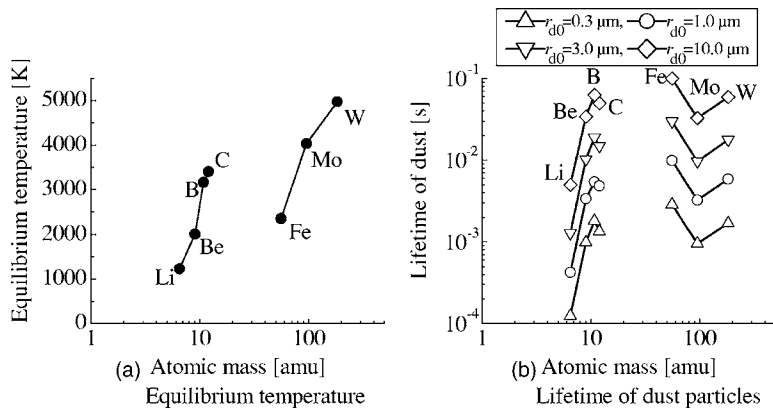 r_d0=0.3 μm, r_d0=1.0 μm
r_d0=3.0 μm, r_d0=10.0 μm
Equilibrium temperature [K]
5000
4000
3000
2000
1000
0
W
Mo
C
B
Be
Fe
Li
1 10 100
(a) Atomic mass [amu]
Equilibrium temperature
Lifetime of dust [s]
10^-1
10^-2
10^-3
10^-4
B
Fe
Mo
W
Be
C
Li
1 10 100
(b) Atomic mass [amu]
Lifetime of dust particles